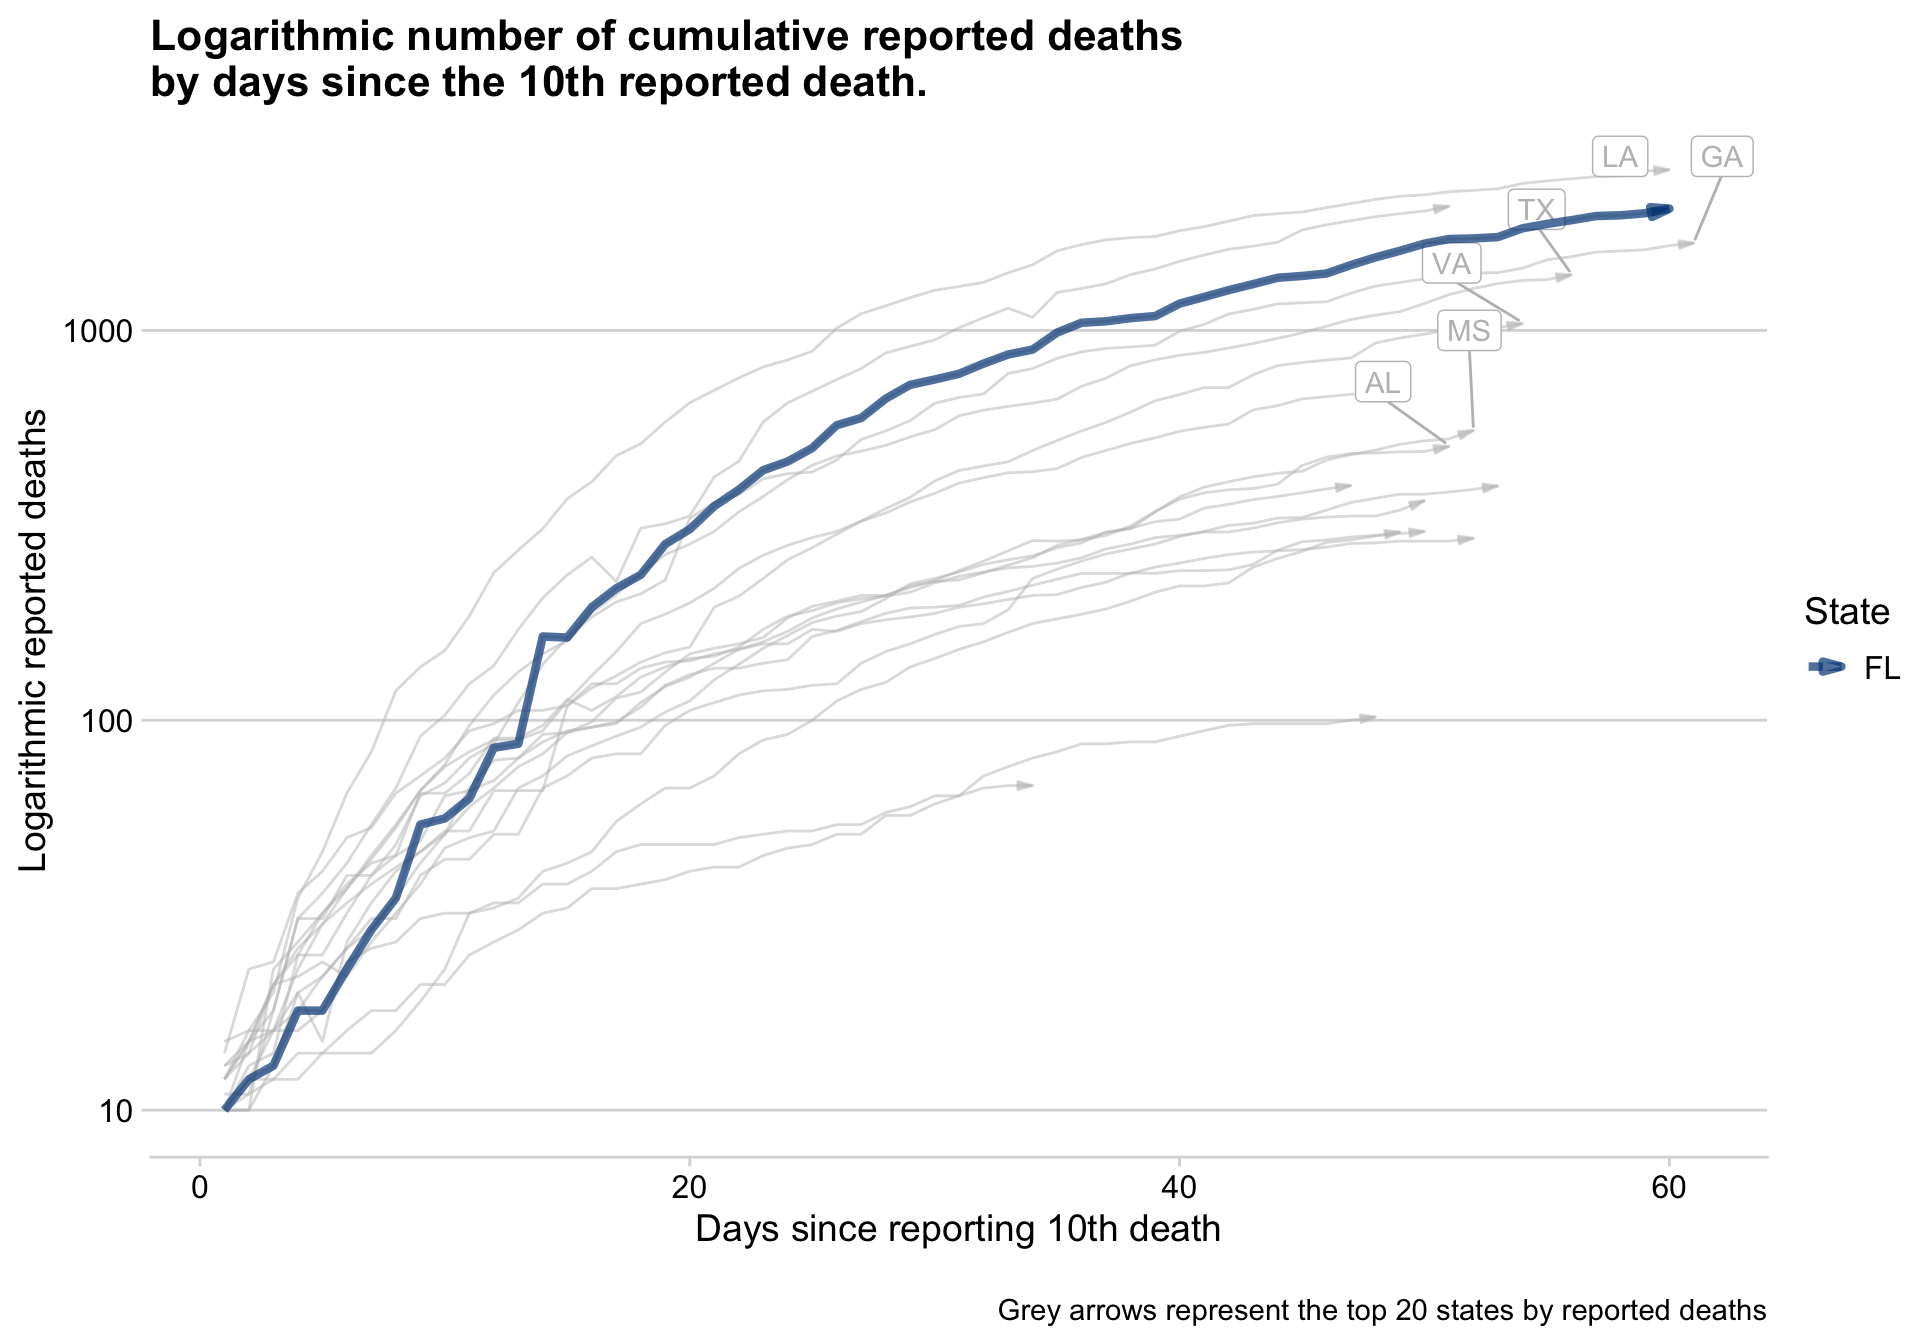 Logarithmic number of cumulative reported deaths
by days since the 10th reported death.
LA
GA
TX
VA
MS
AL
1000
100
10
Logarithmic reported deaths
0
20
40
60
Days since reporting 10th death
State
FL
Grey arrows represent the top 20 states by reported deaths